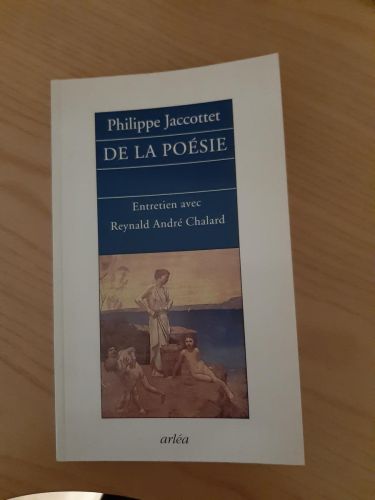 Philippe Jaccottet
DE LA POÉSIE
Entretien avec
Reynald André Chalard
arléa